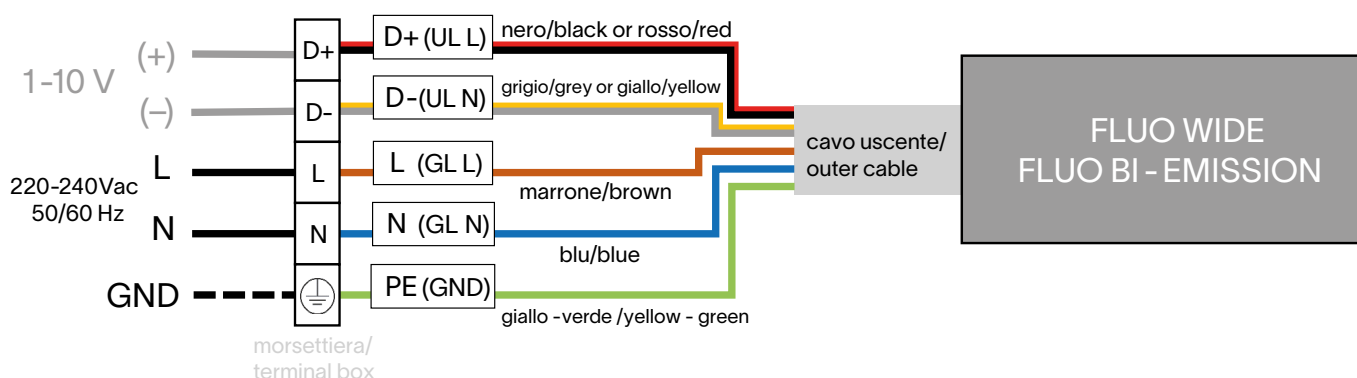 1-10 V
(+)
(–)
L
220-240Vac
50/60 Hz
N
GND
D+
D-
L
N
morsettiera/
terminal box
D+ (UL L)
D-(UL N)
L (GL L)
N (GL N)
PE (GND)
nero/black or rosso/red
grigio/grey or giallo/yellow
marrone/brown
blu/blue
giallo -verde /yellow - green
cavo uscente/
outer cable
FLUO WIDE
FLUO BI - EMISSION